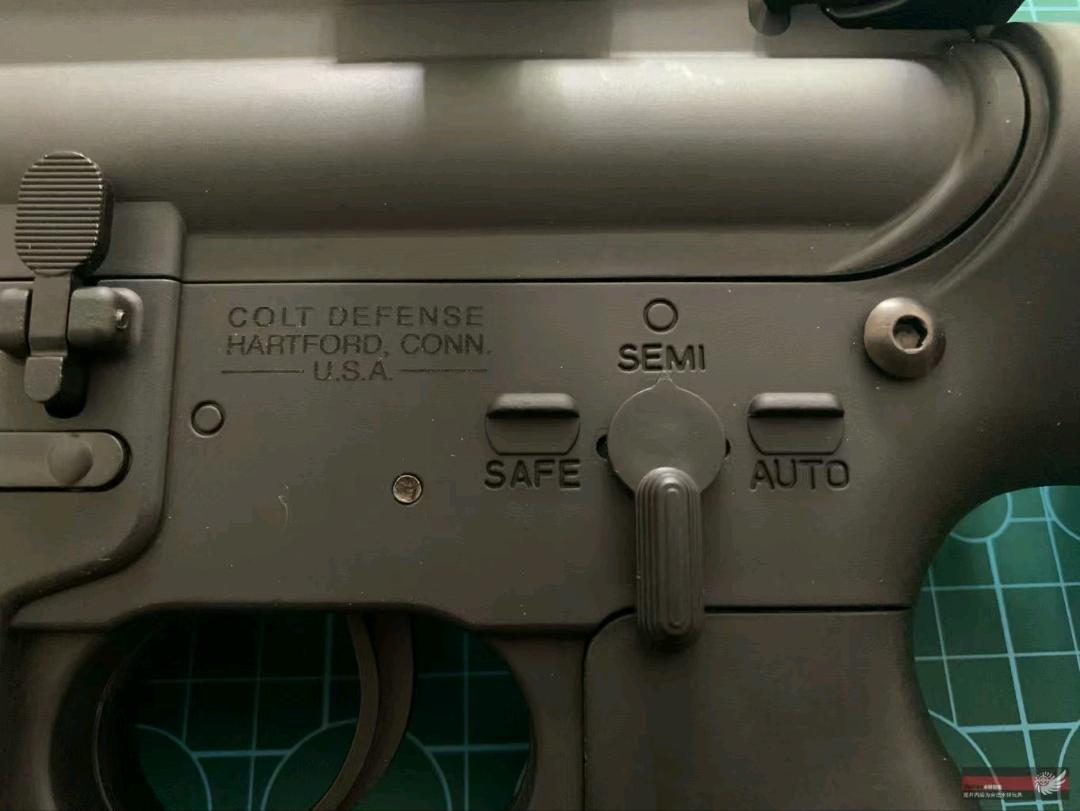 COLT DEFENSE
HARTFORD, CONN.
U.S.A.
SEMI
SAFE
AUTO